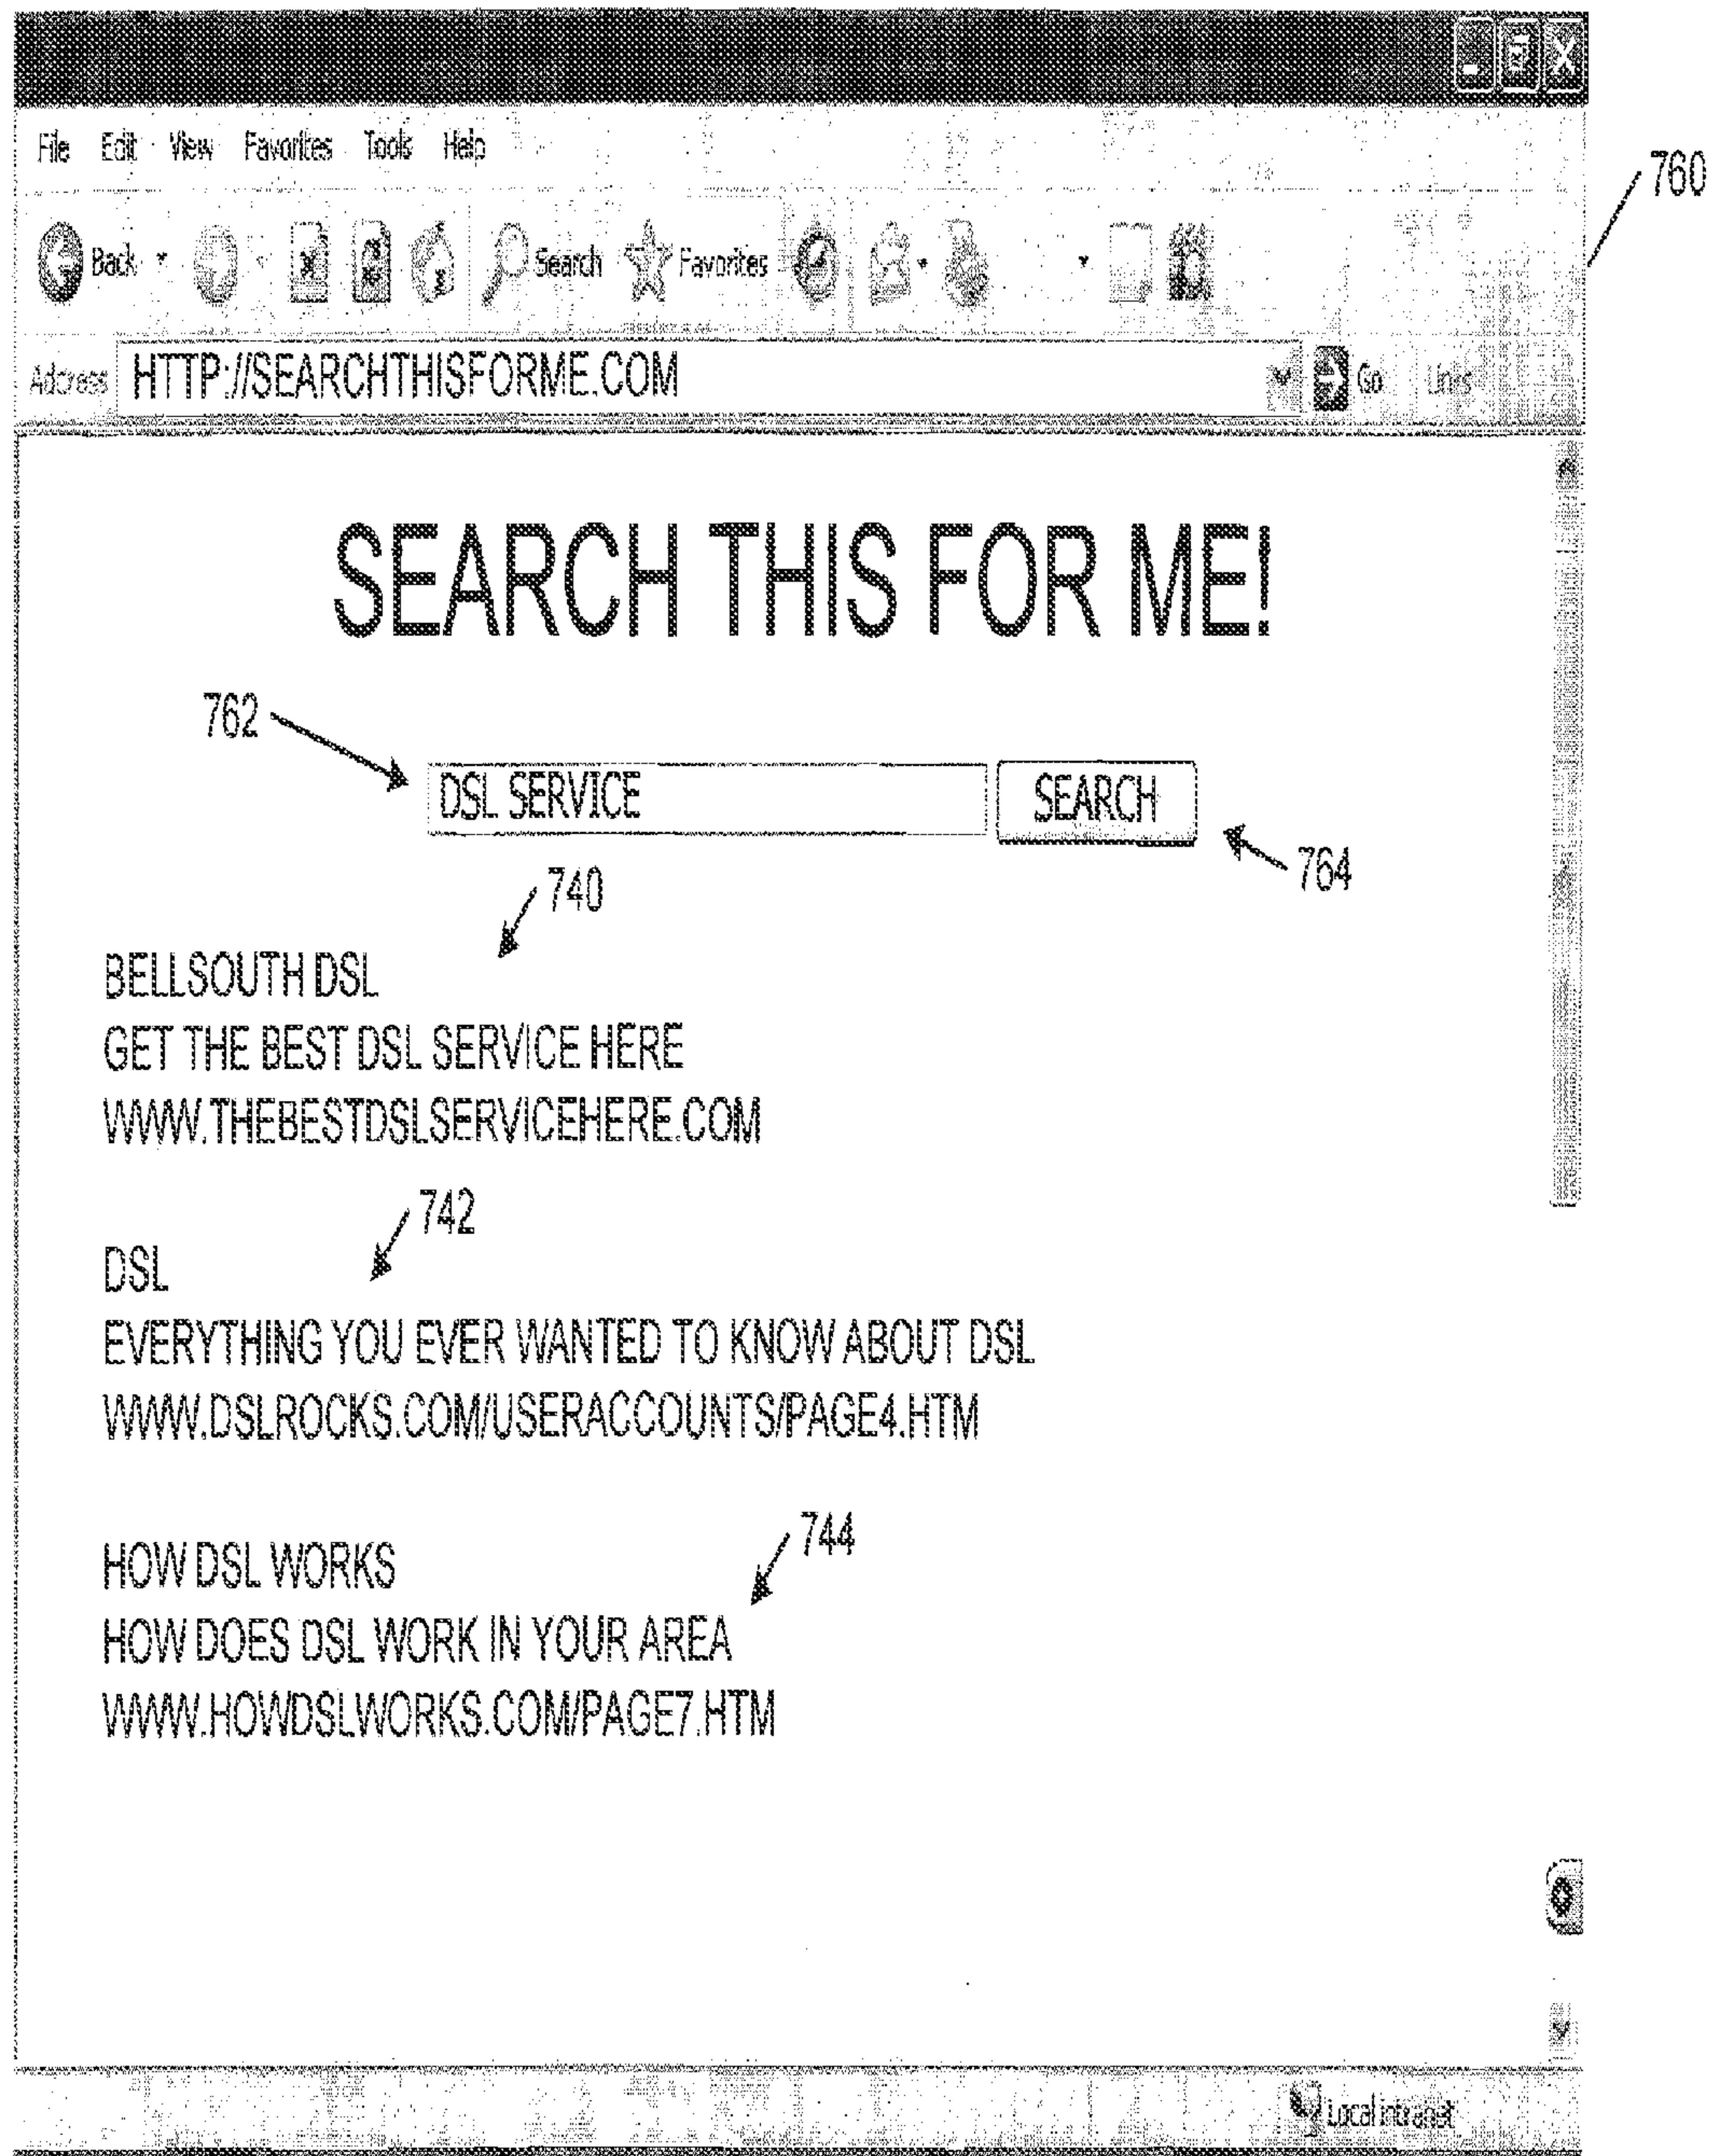 File Edit View Favorites Tools Help
760
Back Search Favorites
Address HTTP://SEARCHTHISFORME.COM Go Links
SEARCH THIS FOR ME!
762
DSL SERVICE SEARCH
764
740
BELLSOUTH DSL
GET THE BEST DSL SERVICE HERE
WWW.THEBESTDSLSERVICEHERE.COM
742
DSL
EVERYTHING YOU EVER WANTED TO KNOW ABOUT DSL
WWW.DSLROCKS.COM/USERACCOUNTS/PAGE4.HTM
744
HOW DSL WORKS
HOW DOES DSL WORK IN YOUR AREA
WWW.HOWDSLWORKS.COM/PAGE7.HTM
Local intranet